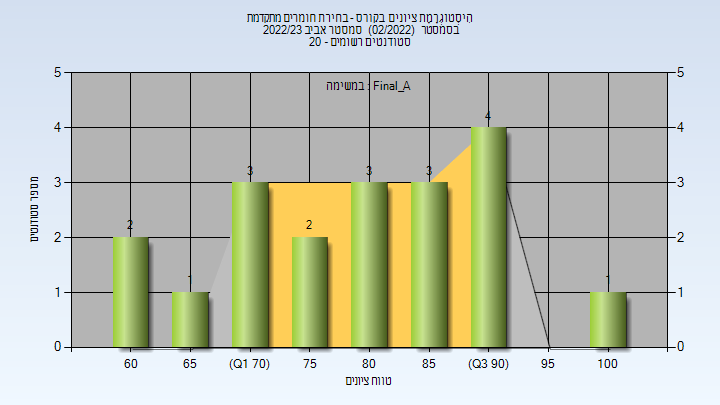 היסטוגרמת ציונים בקורס - בחירת חומרים מתקדמת
בסמסטר (02/2022) סמסטר אביב 2022/23
סטודנטים רשומים - 20
במשימה : Final_A
5 5
4 4
3 3
2 2
1 1
0 0
מספר סטודנטים
2 1 3 2 3 3 4 1
60 65 (Q1 70) 75 80 85 (Q3 90) 95 100
טווח ציונים